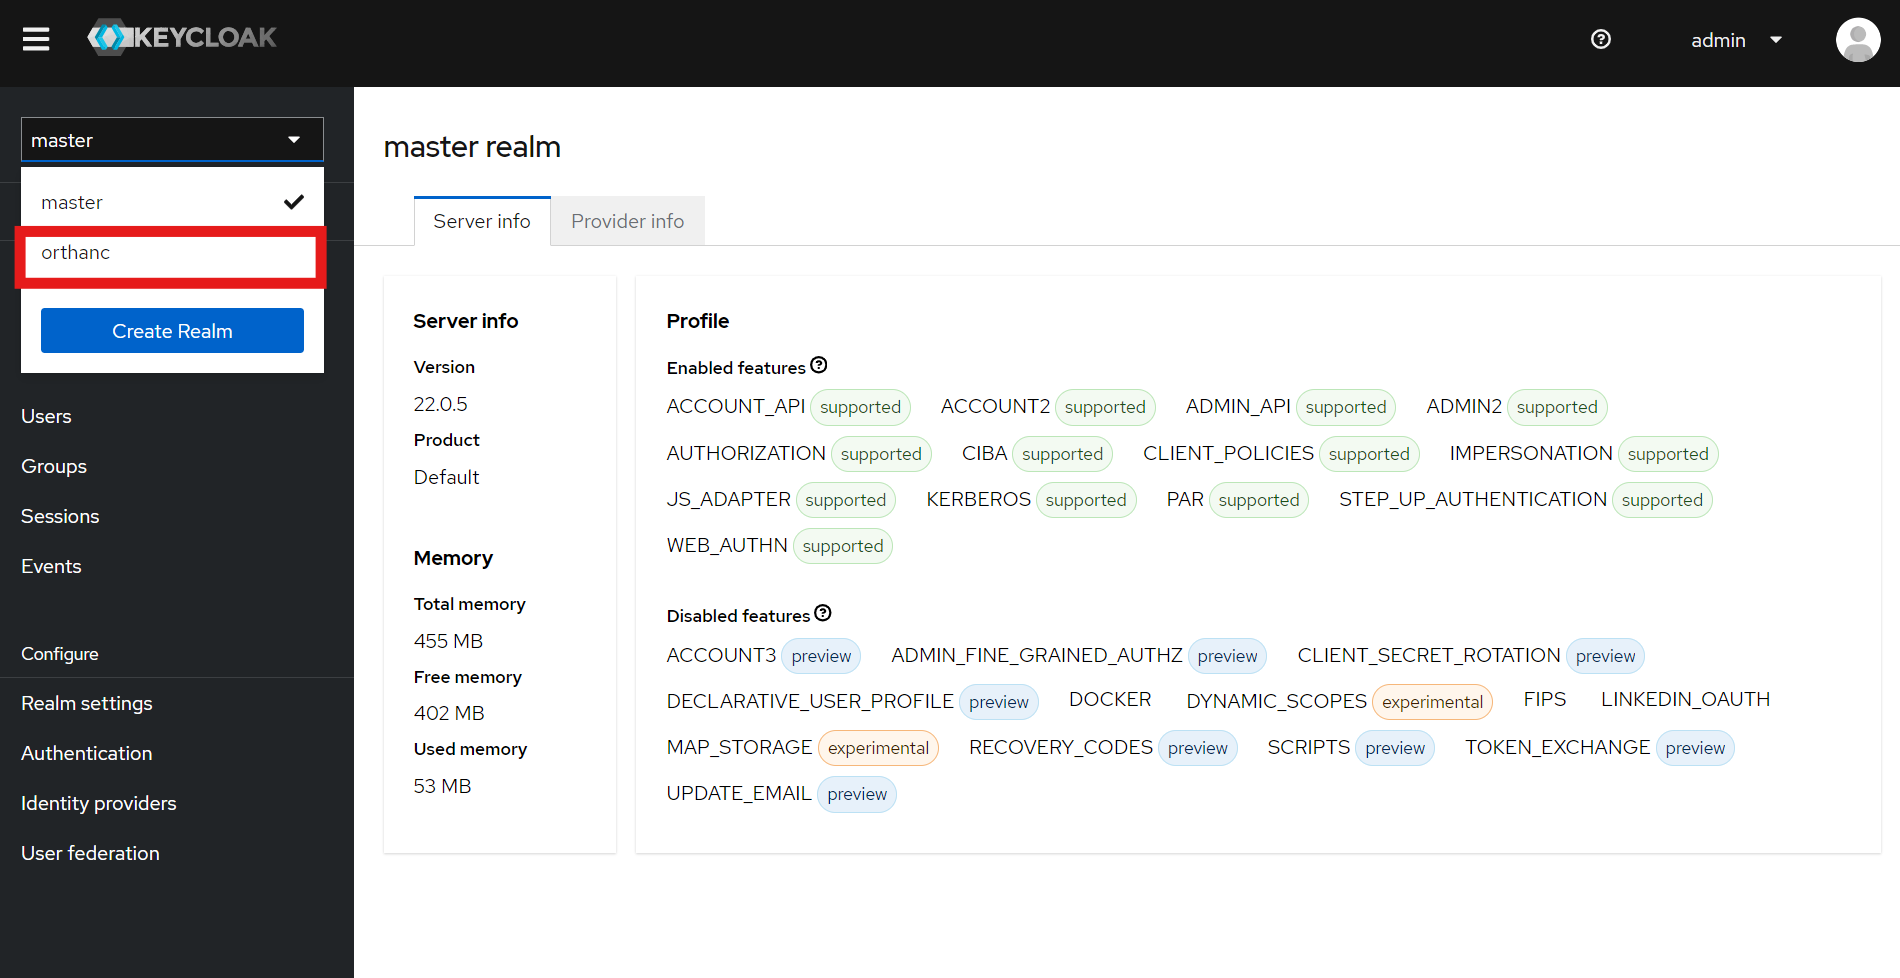 KEYCLOAK
admin
master
master
orthanc
Create Realm
Users
Groups
Sessions
Events
Configure
Realm settings
Authentication
Identity providers
User federation
master realm
Server info
Provider info
Server info
Version
22.0.5
Product
Default
Memory
Total memory
455 MB
Free memory
402 MB
Used memory
53 MB
Profile
Enabled features
ACCOUNT_API supported ACCOUNT2 supported ADMIN_API supported ADMIN2 supported
AUTHORIZATION supported CIBA supported CLIENT_POLICIES supported IMPERSONATION supported
JS_ADAPTER supported KERBEROS supported PAR supported STEP_UP_AUTHENTICATION supported
WEB_AUTHN supported
Disabled features
ACCOUNT3 preview ADMIN_FINE_GRAINED_AUTHZ preview CLIENT_SECRET_ROTATION preview
DECLARATIVE_USER_PROFILE preview DOCKER DYNAMIC_SCOPES experimental FIPS LINKEDIN_OAUTH
MAP_STORAGE experimental RECOVERY_CODES preview SCRIPTS preview TOKEN_EXCHANGE preview
UPDATE_EMAIL preview